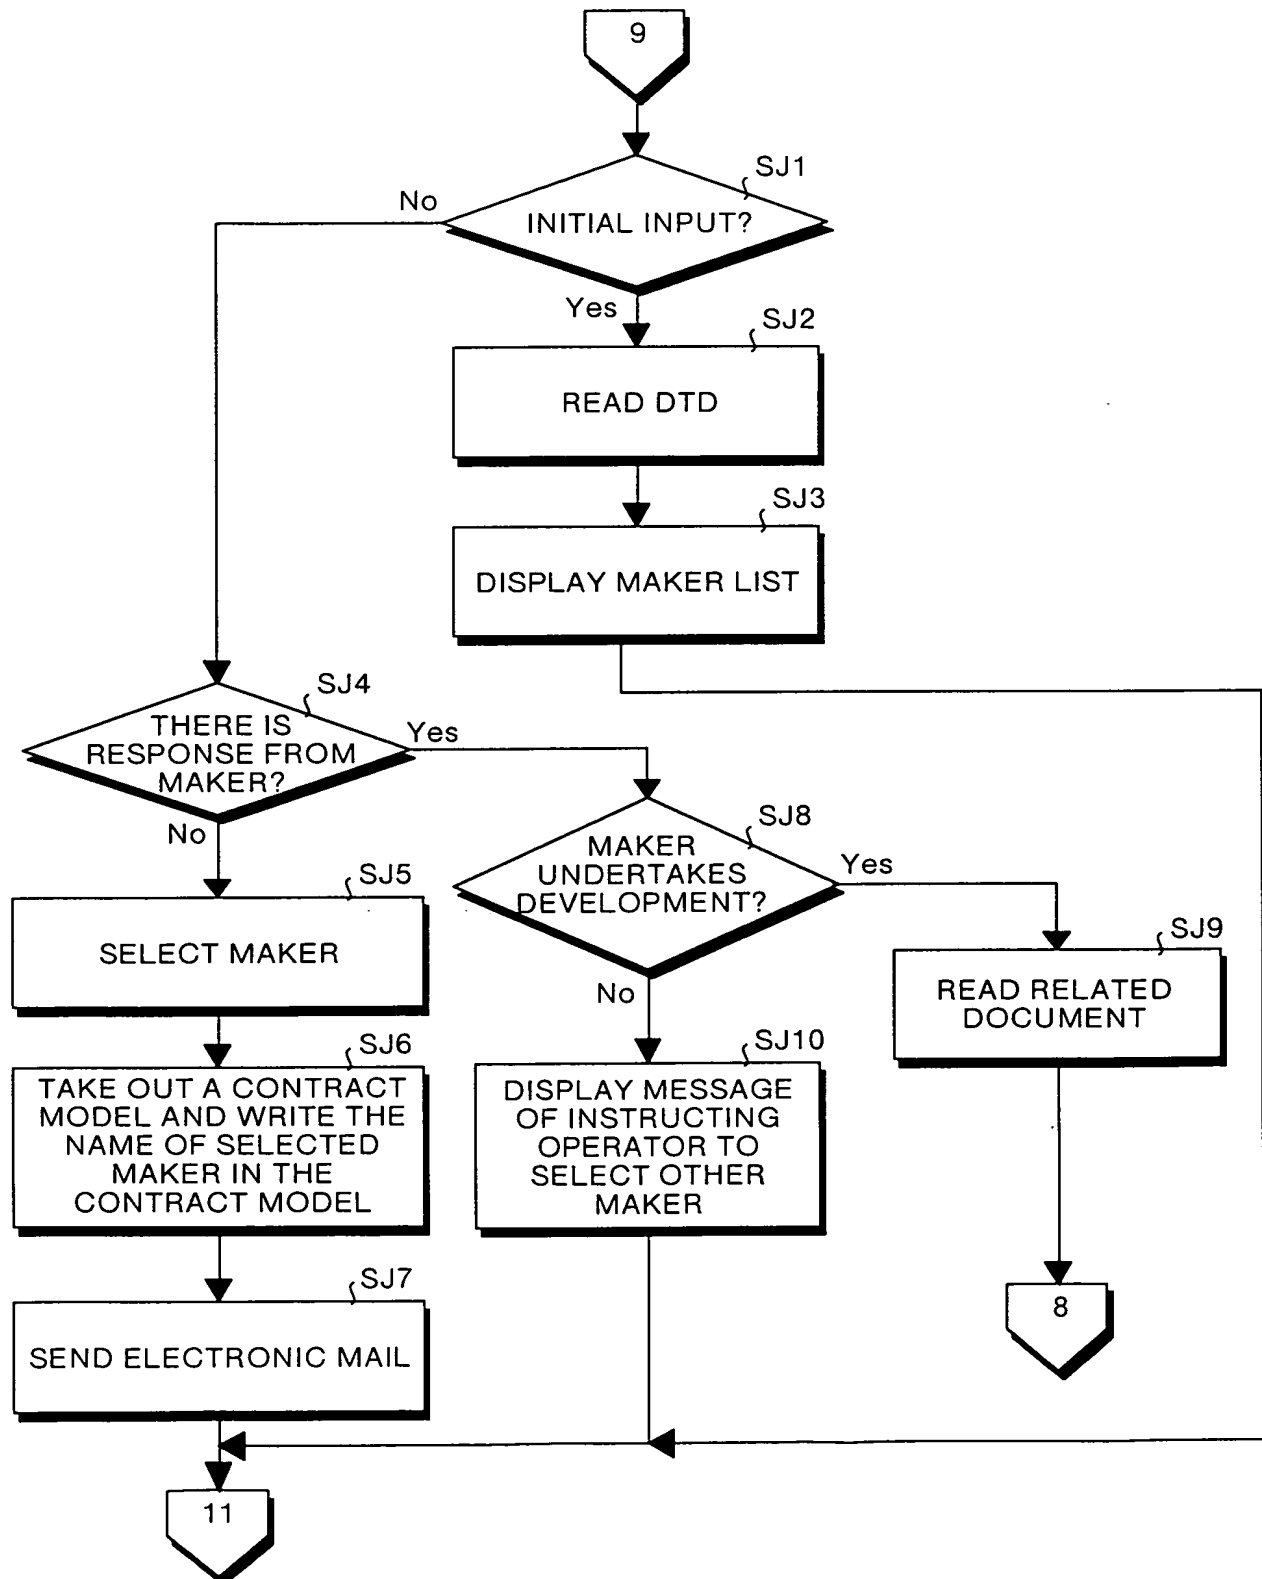 9
SJ1
No
INITIAL INPUT?
Yes
SJ2
READ DTD
SJ3
DISPLAY MAKER LIST
SJ4
THERE IS
RESPONSE FROM
MAKER?
Yes
No
SJ8
MAKER
UNDERTAKES
DEVELOPMENT?
Yes
No
SJ5
SELECT MAKER
SJ9
READ RELATED
DOCUMENT
SJ6
TAKE OUT A CONTRACT
MODEL AND WRITE THE
NAME OF SELECTED
MAKER IN THE
CONTRACT MODEL
SJ10
DISPLAY MESSAGE
OF INSTRUCTING
OPERATOR TO
SELECT OTHER
MAKER
SJ7
SEND ELECTRONIC MAIL
8
11